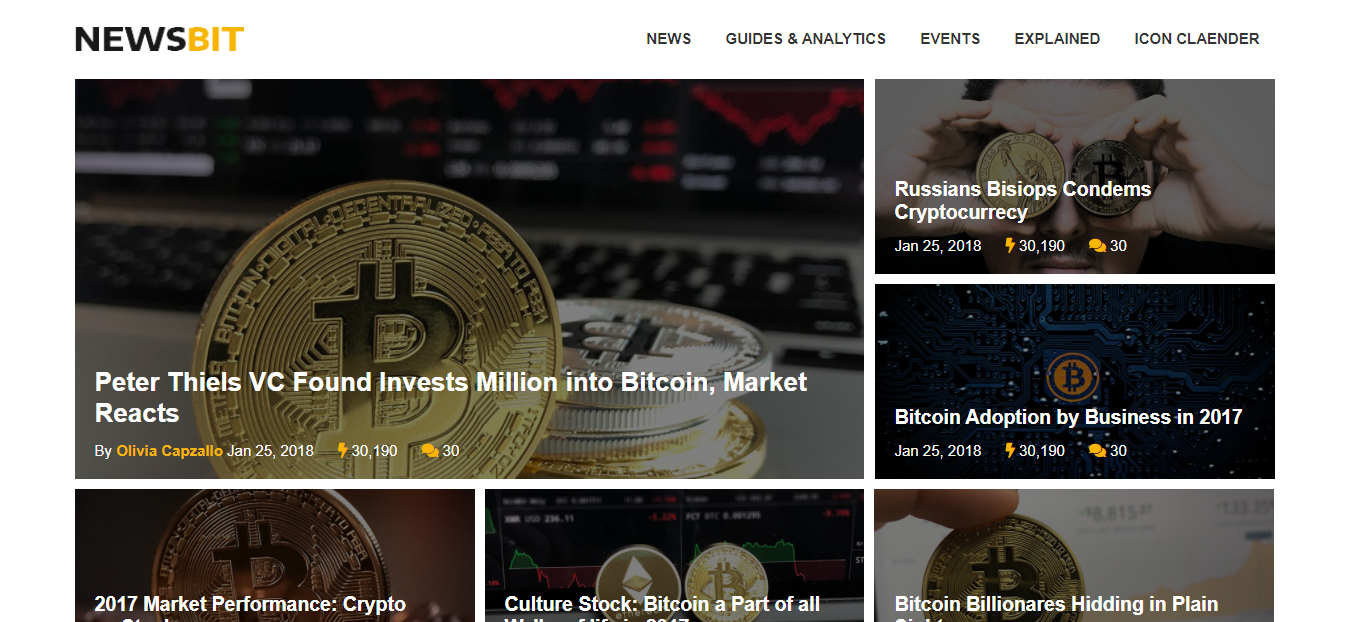 NEWSBIT
NEWS GUIDES & ANALYTICS EVENTS EXPLAINED ICON CLAENDER
Peter Thiels VC Found Invests Million into Bitcoin, Market
Reacts
By Olivia Capzallo Jan 25, 2018 30,190 30
Russians Bisiops Condems
Cryptocurrecy
Jan 25, 2018 30,190 30
Bitcoin Adoption by Business in 2017
Jan 25, 2018 30,190 30
2017 Market Performance: Crypto
Culture Stock: Bitcoin a Part of all
Bitcoin Billionares Hidding in Plain